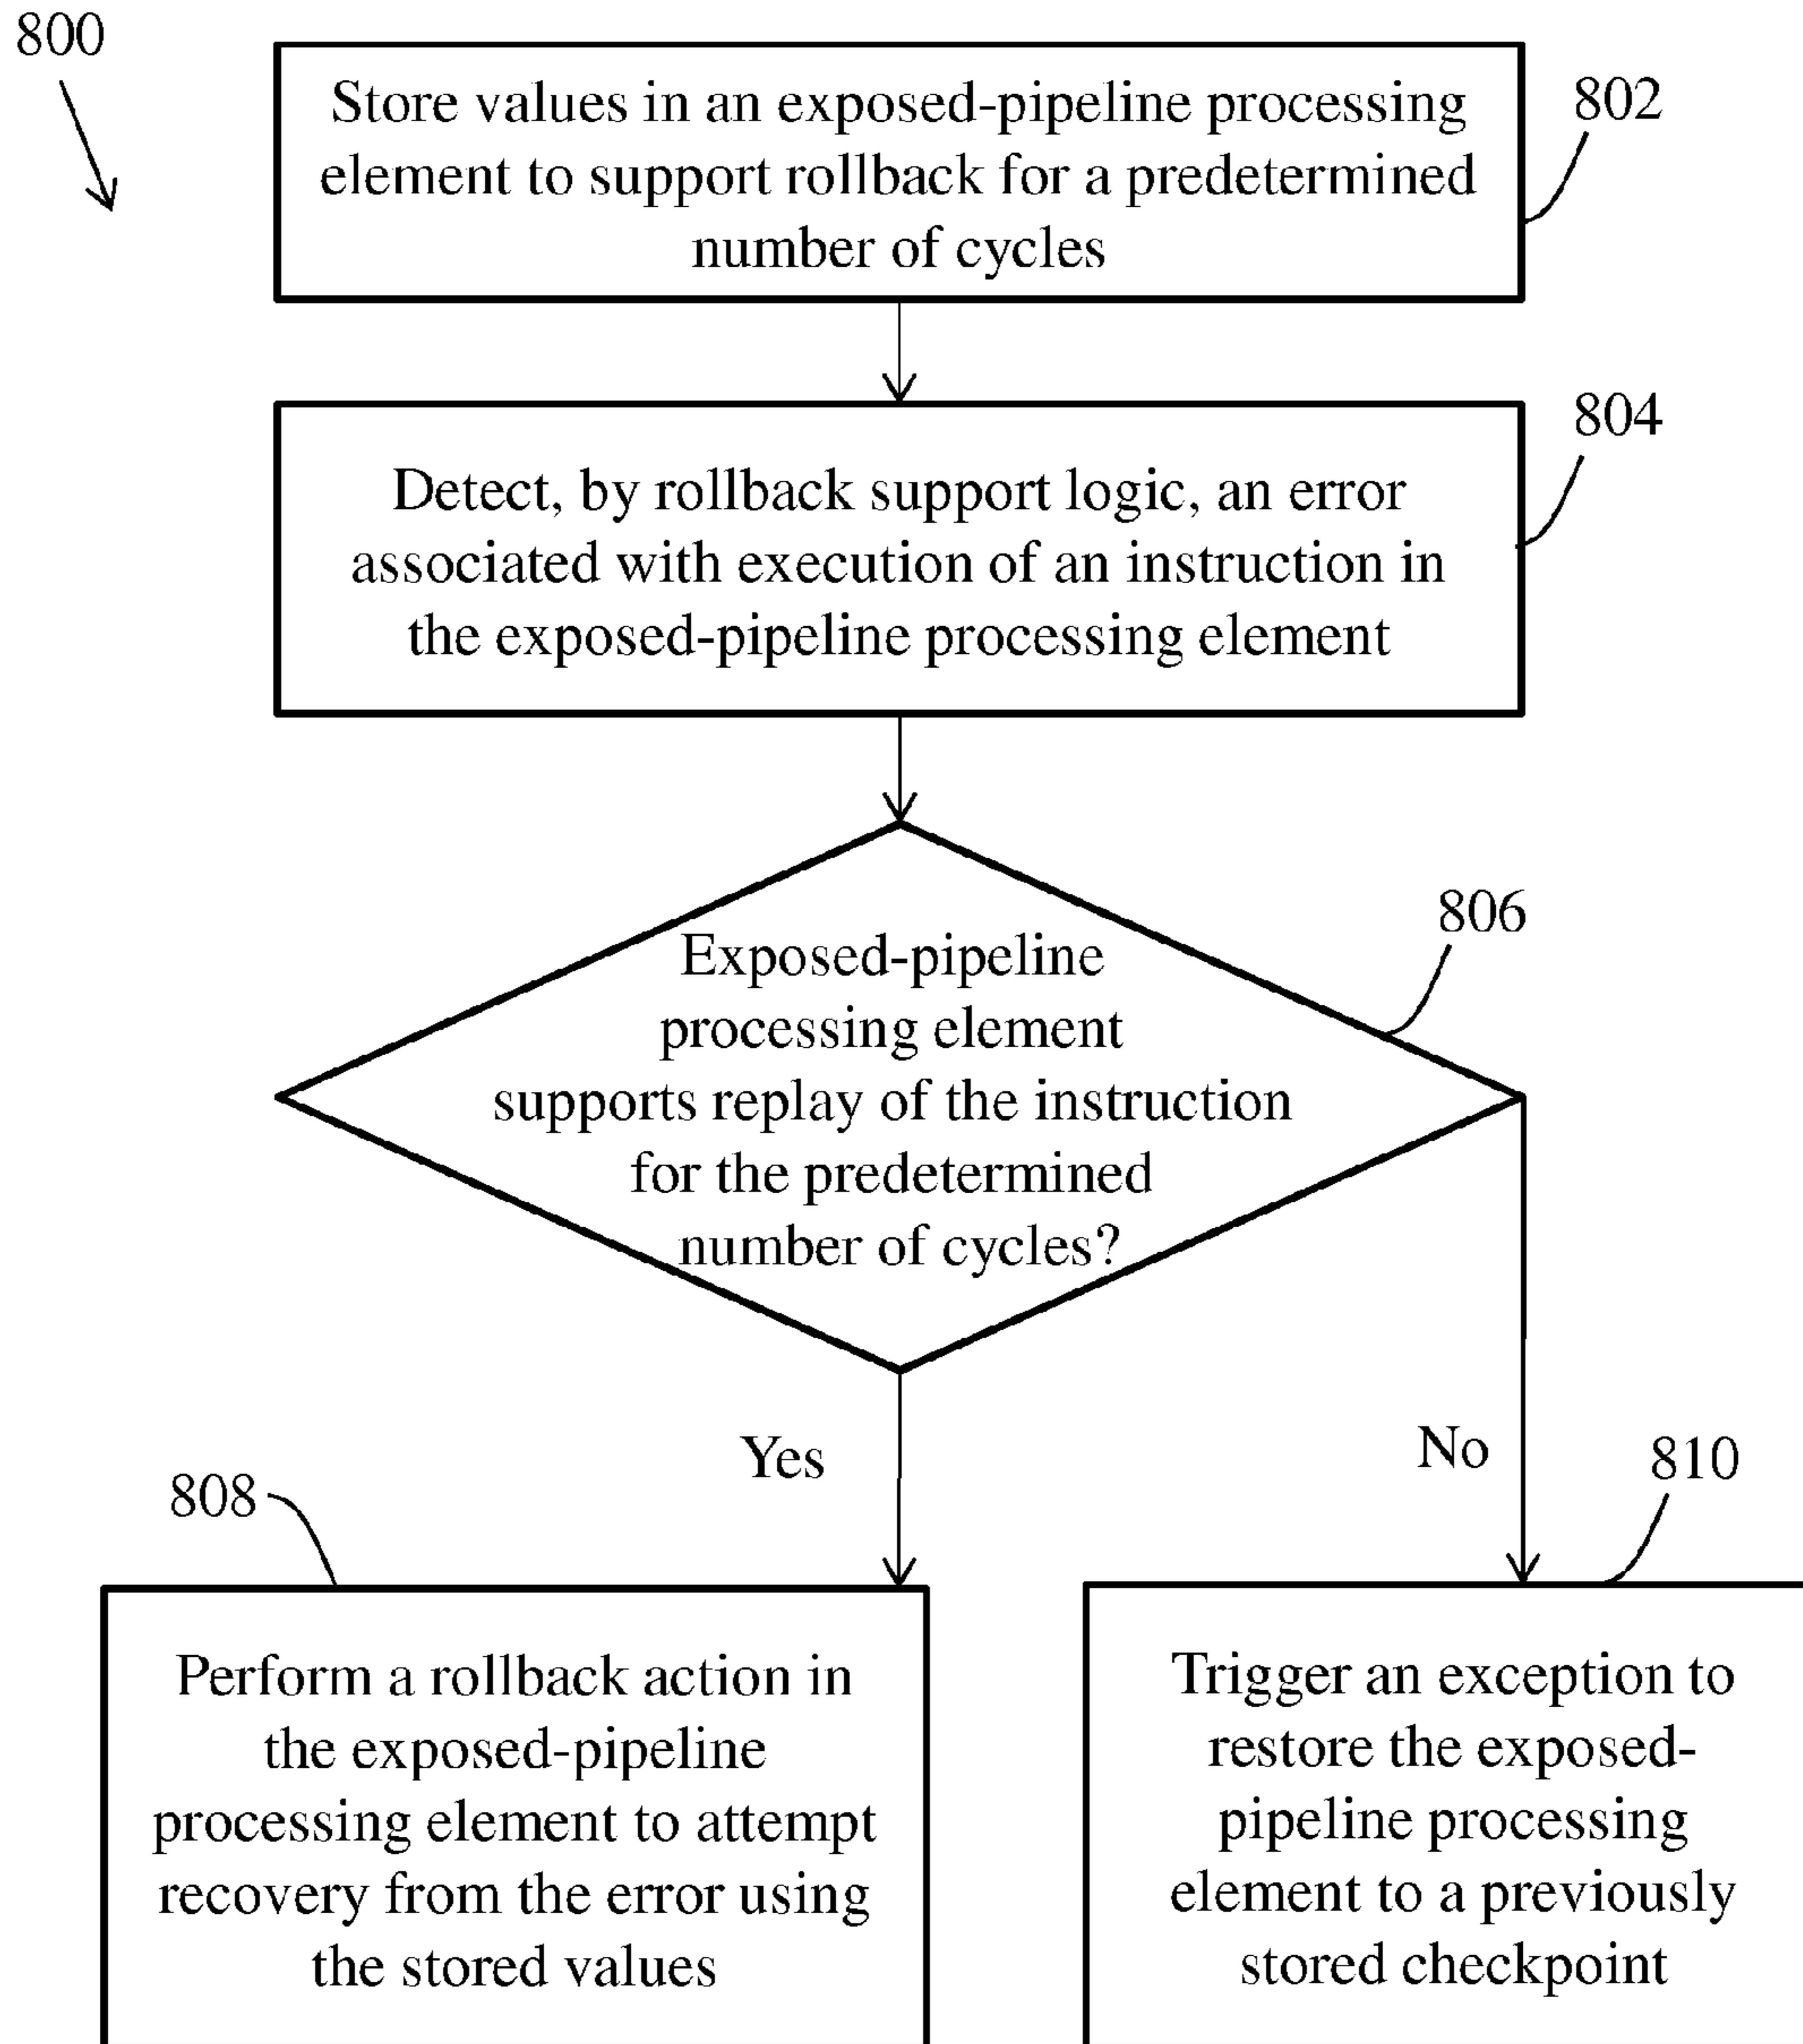 800
Store values in an exposed-pipeline processing
element to support rollback for a predetermined
number of cycles
802
804
Detect, by rollback support logic, an error
associated with execution of an instruction in
the exposed-pipeline processing element
806
Exposed-pipeline
processing element
supports replay of the instruction
for the predetermined
number of cycles?
Yes
No
808
810
Perform a rollback action in
the exposed-pipeline
processing element to attempt
recovery from the error using
the stored values
Trigger an exception to
restore the exposed-
pipeline processing
element to a previously
stored checkpoint